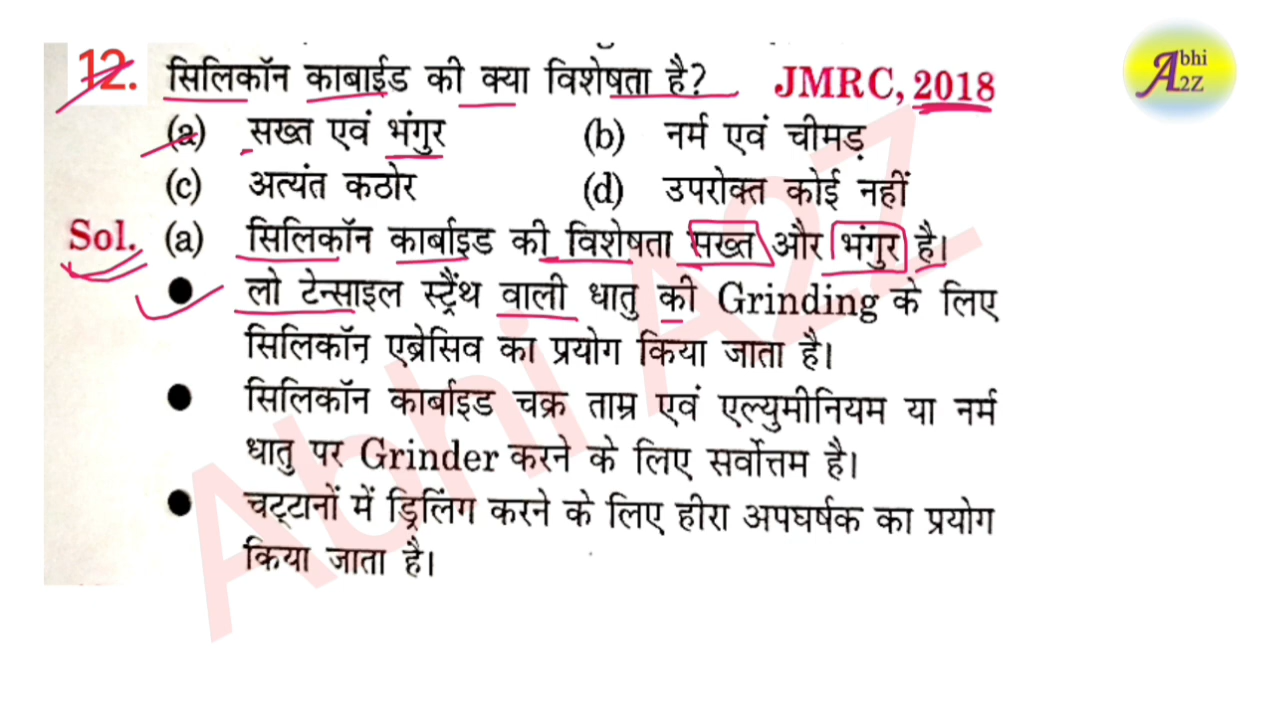 12. सिलिकॉन काबाईड की क्या विशेषता है? JMRC, 2018
(a) सख्त एवं भंगुर (b) नर्म एवं चीमड़
(c) अत्यंत कठोर (d) उपरोक्त कोई नहीं
Sol. (a) सिलिकॉन कार्बाइड की विशेषता सख्त और भंगुर है।
● लो टेन्साइल स्ट्रैंथ वाली धातु की Grinding के लिए
सिलिकॉन एब्रेसिव का प्रयोग किया जाता है।
● सिलिकॉन कार्बाइड चक्र ताम्र एवं एल्युमीनियम या नर्म
धातु पर Grinder करने के लिए सर्वोत्तम है।
● चट्टानों में ड्रिलिंग करने के लिए हीरा अपघर्षक का प्रयोग
किया जाता है।
Abhi A2Z
Abhi
A2Z